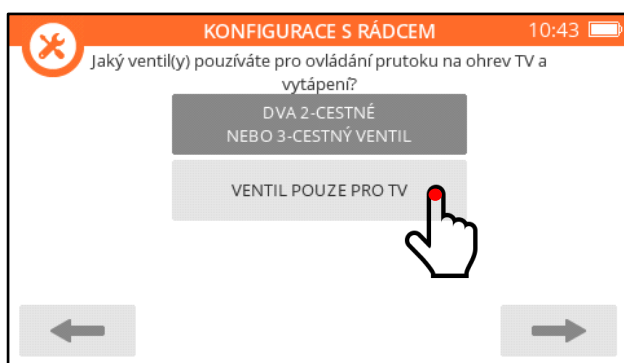 KONFIGURACE S RÁDCEM 10:43
Jaký ventil(y) používáte pro ovládání prutoku na ohrev TV a
vytápení?
DVA 2-CESTNÉ
NEBO 3-CESTNÝ VENTIL
VENTIL POUZE PRO TV